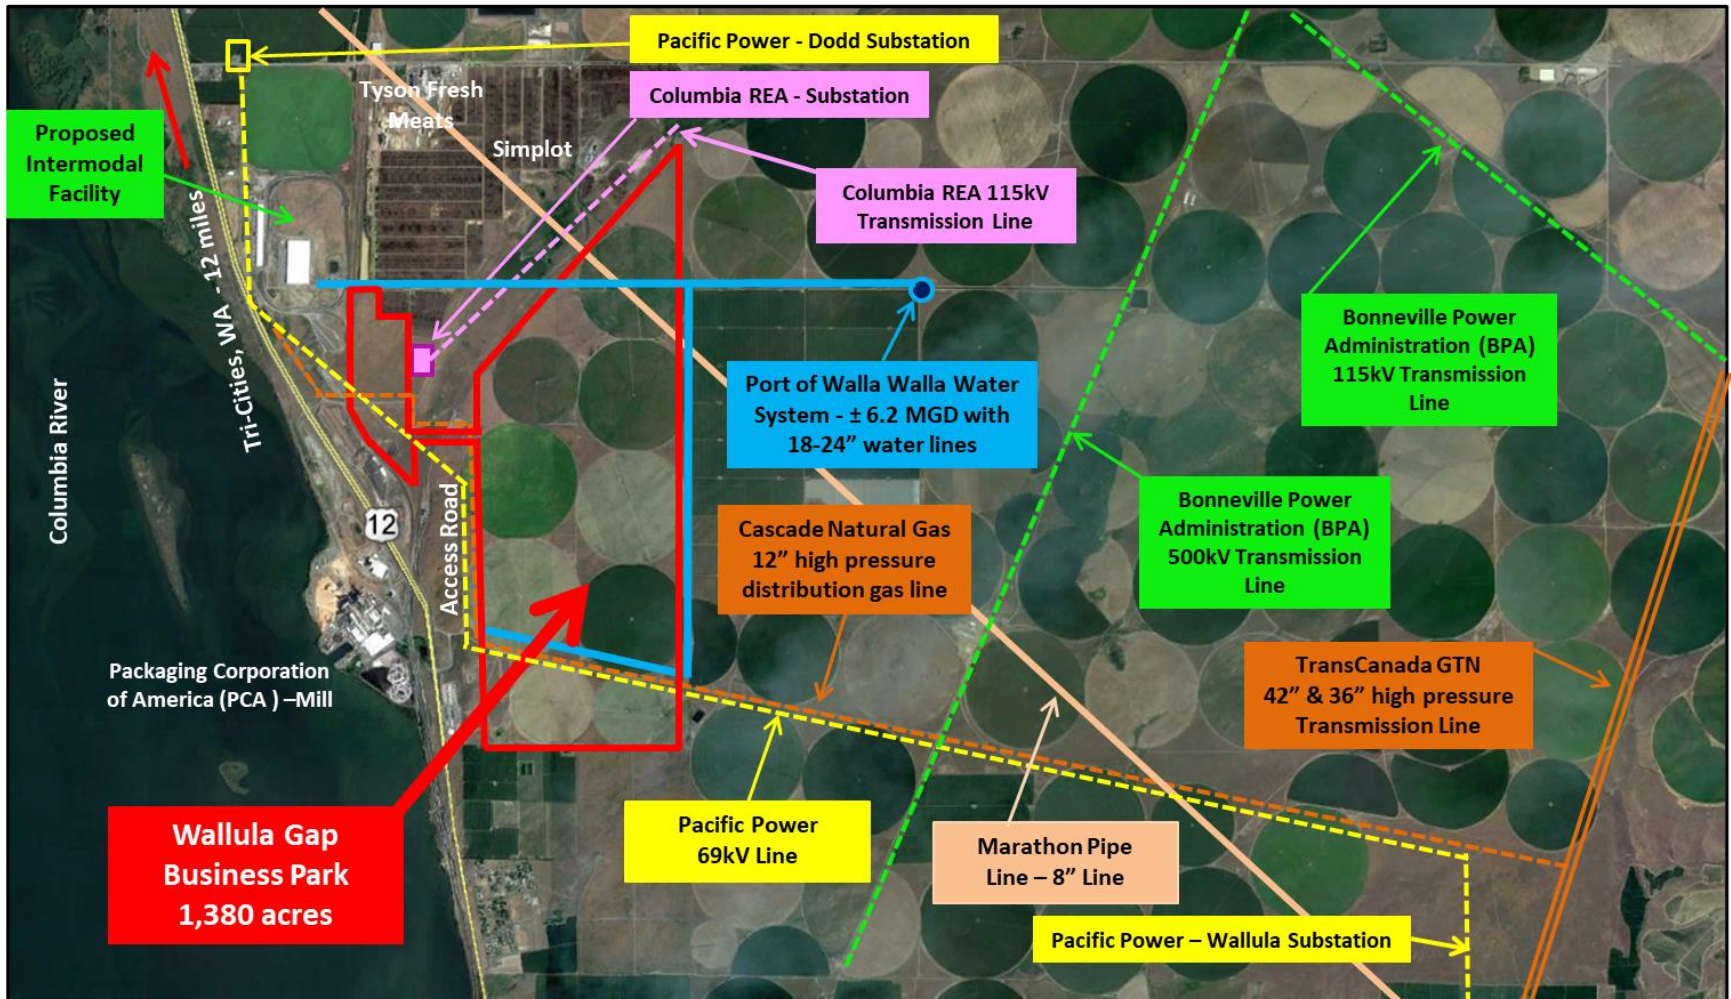 Pacific Power - Dodd Substation
Columbia REA - Substation
Tyson Fresh
Meats
Simplot
Proposed
Intermodal
Facility
Columbia REA 115kV
Transmission Line
Tri-Cities, WA - 12 miles
Columbia River
Port of Walla Walla Water
System - ± 6.2 MGD with
18-24” water lines
Bonneville Power
Administration (BPA)
115kV Transmission
Line
Bonneville Power
Administration (BPA)
500kV Transmission
Line
12
Access Road
Cascade Natural Gas
12” high pressure
distribution gas line
Packaging Corporation
of America (PCA ) –Mill
TransCanada GTN
42” & 36” high pressure
Transmission Line
Wallula Gap
Business Park
1,380 acres
Pacific Power
69kV Line
Marathon Pipe
Line – 8” Line
Pacific Power – Wallula Substation